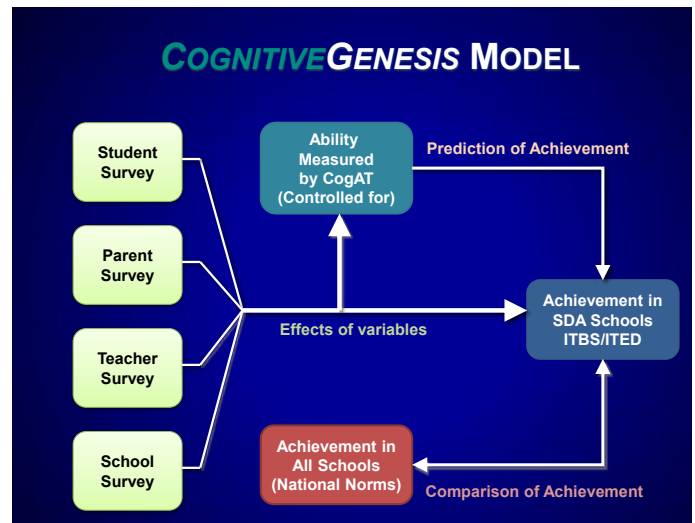 COGNITIVEGENESIS MODEL
Student
Survey
Parent
Survey
Teacher
Survey
School
Survey
Ability
Measured
by CogAT
(Controlled for)
Prediction of Achievement
Effects of variables
Achievement in
SDA Schools
ITBS/ITED
Achievement in
All Schools
(National Norms)
Comparison of Achievement